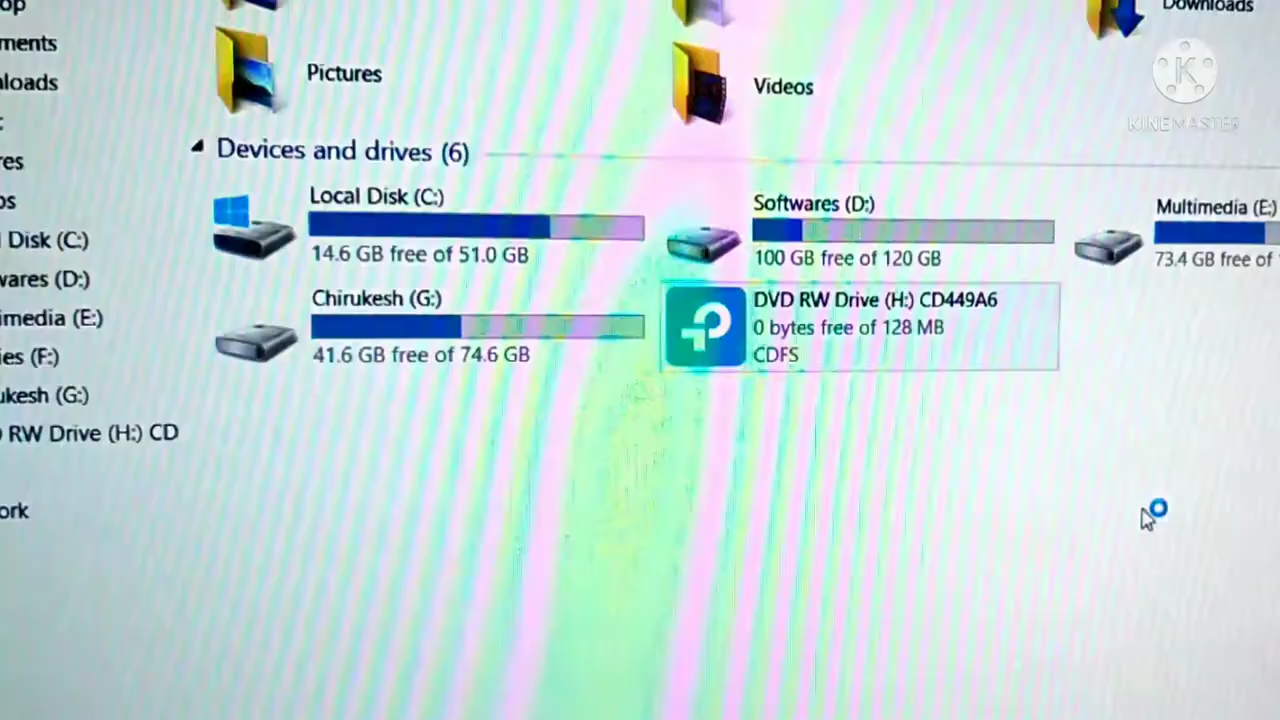 Downloads
Pictures
Videos
KINEMASTER
Devices and drives (6)
Local Disk (C:)
14.6 GB free of 51.0 GB
Softwares (D:)
100 GB free of 120 GB
Multimedia (E:)
73.4 GB free of
Chirukesh (G:)
41.6 GB free of 74.6 GB
DVD RW Drive (H:) CD449A6
0 bytes free of 128 MB
CDFS
op
ments
nloads
res
os
l Disk (C:)
wares (D:)
imedia (E:)
ies (F:)
ukesh (G:)
RW Drive (H:) CD
ork